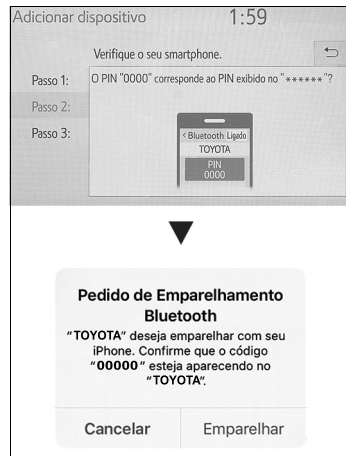 Adicionar dispositivo 1:59
Verifique o seu smartphone.
Passo 1:
O PIN "0000" corresponde ao PIN exibido no "******"?
Passo 2:
Passo 3:
< Bluetooth Ligado
TOYOTA
PIN
0000
Pedido de Emparelhamento
Bluetooth
"TOYOTA" deseja emparelhar com seu
iPhone. Confirme que o código
"00000" esteja aparecendo no
"TOYOTA".
Cancelar Emparelhar